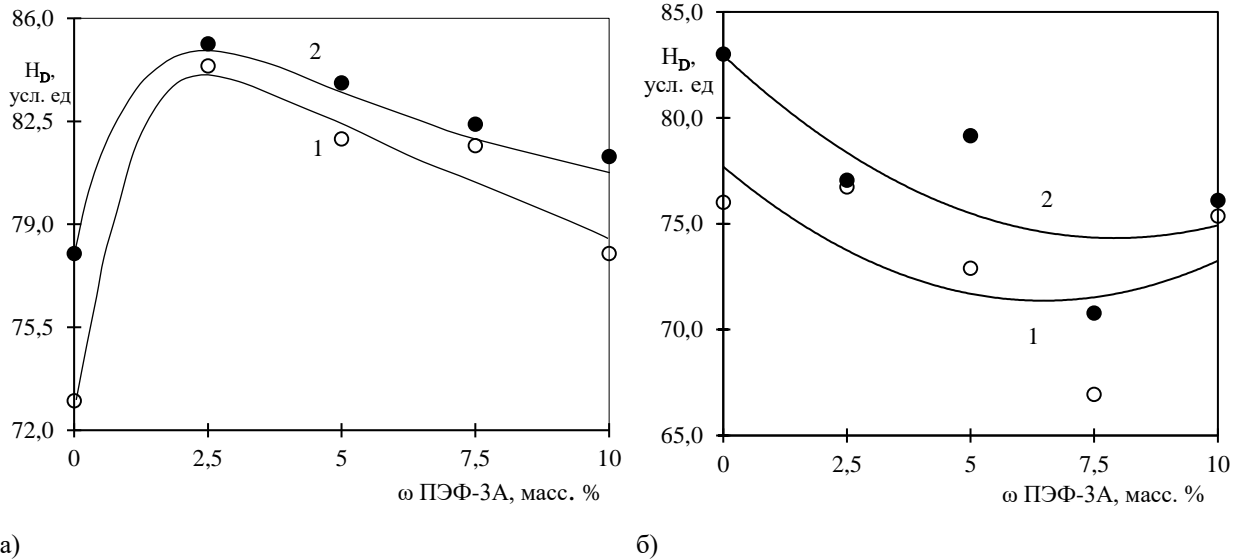 86,0
H_D,
усл. ед
82,5
79,0
75,5
72,0
2
1
0 2,5 5 7,5 10
ω ПЭФ-3А, масс. %
а)
85,0
H_D,
усл. ед
80,0
75,0
70,0
65,0
2
1
0 2,5 5 7,5 10
ω ПЭФ-3А, масс. %
б)